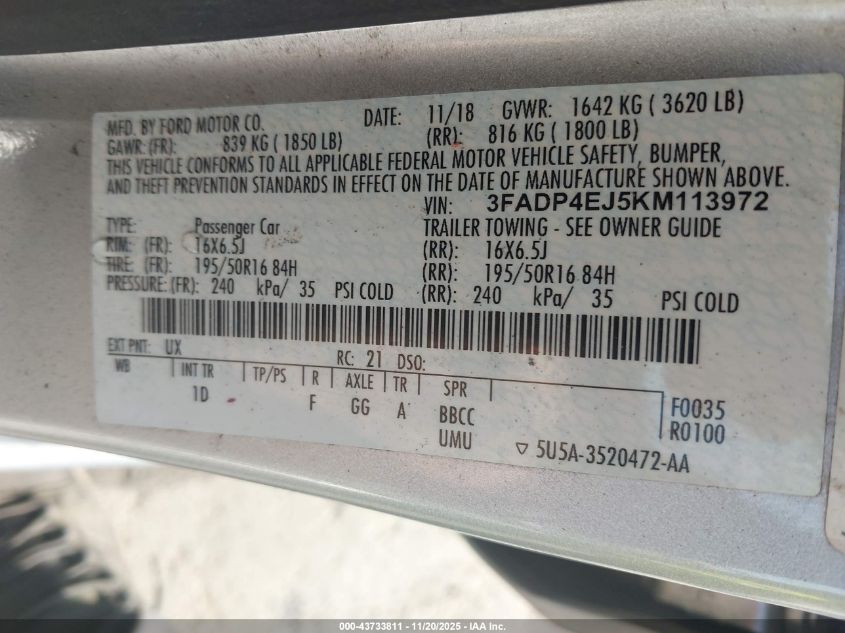 MFD. BY FORD MOTOR CO. DATE: 11/18 GVWR: 1642 KG ( 3620 LB)
GAWR: (FR): 839 KG ( 1850 LB) (RR): 816 KG ( 1800 LB)
THIS VEHICLE CONFORMS TO ALL APPLICABLE FEDERAL MOTOR VEHICLE SAFETY, BUMPER,
AND THEFT PREVENTION STANDARDS IN EFFECT ON THE DATE OF MANUFACTURE SHOWN ABOVE.
VIN: 3FADP4EJ5KM113972
TYPE: Passenger Car TRAILER TOWING - SEE OWNER GUIDE
RIM: (FR): 16X6.5J (RR): 16X6.5J
TIRE: (FR): 195/50R16 84H (RR): 195/50R16 84H
PRESSURE: (FR): 240 kPa/ 35 PSI COLD (RR): 240 kPa/ 35 PSI COLD
EXT PNT: UX RC: 21 DSO:
WB INT TR TP/PS R AXLE TR SPR
1D F GG A BBCC F0035
UMU R0100
▽ 5U5A-3520472-AA
000-43733811 - 11/20/2025 - IAA Inc.